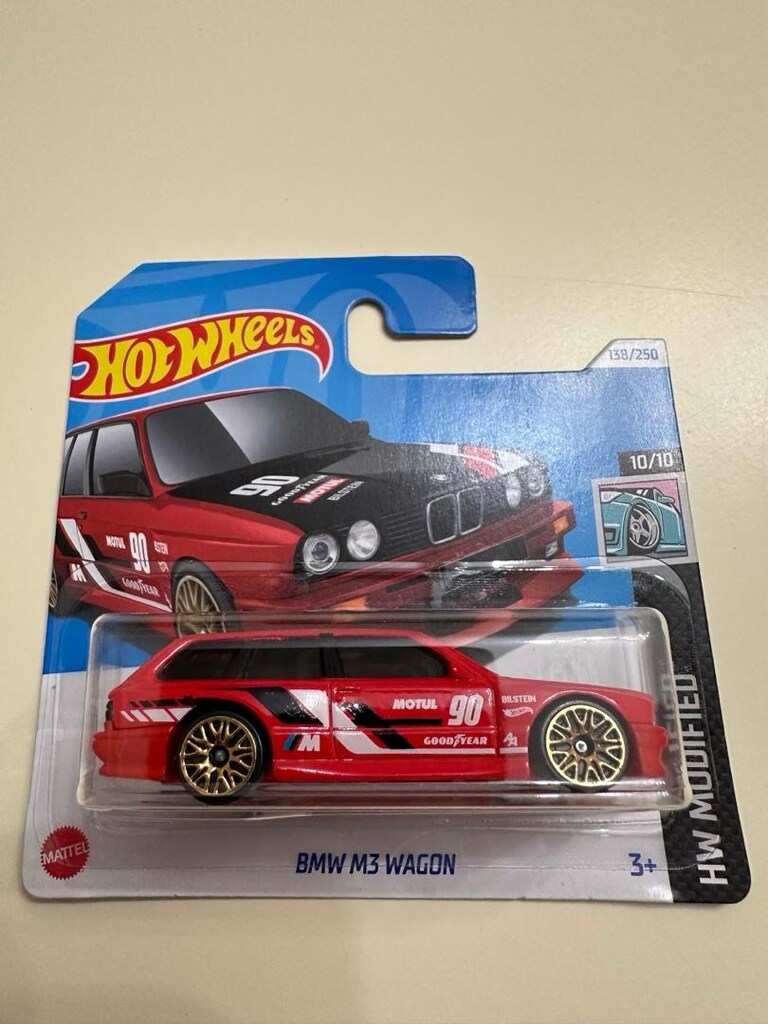 HOT WHEELS
138/250
10/10
90
GOODYEAR
MOTUL
BILSTEIN
MOTUL
90
M
GOODYEAR
MOTUL
90
BILSTEIN
M
GOODYEAR
HW MODIFIED
MATTEL
BMW M3 WAGON
3+